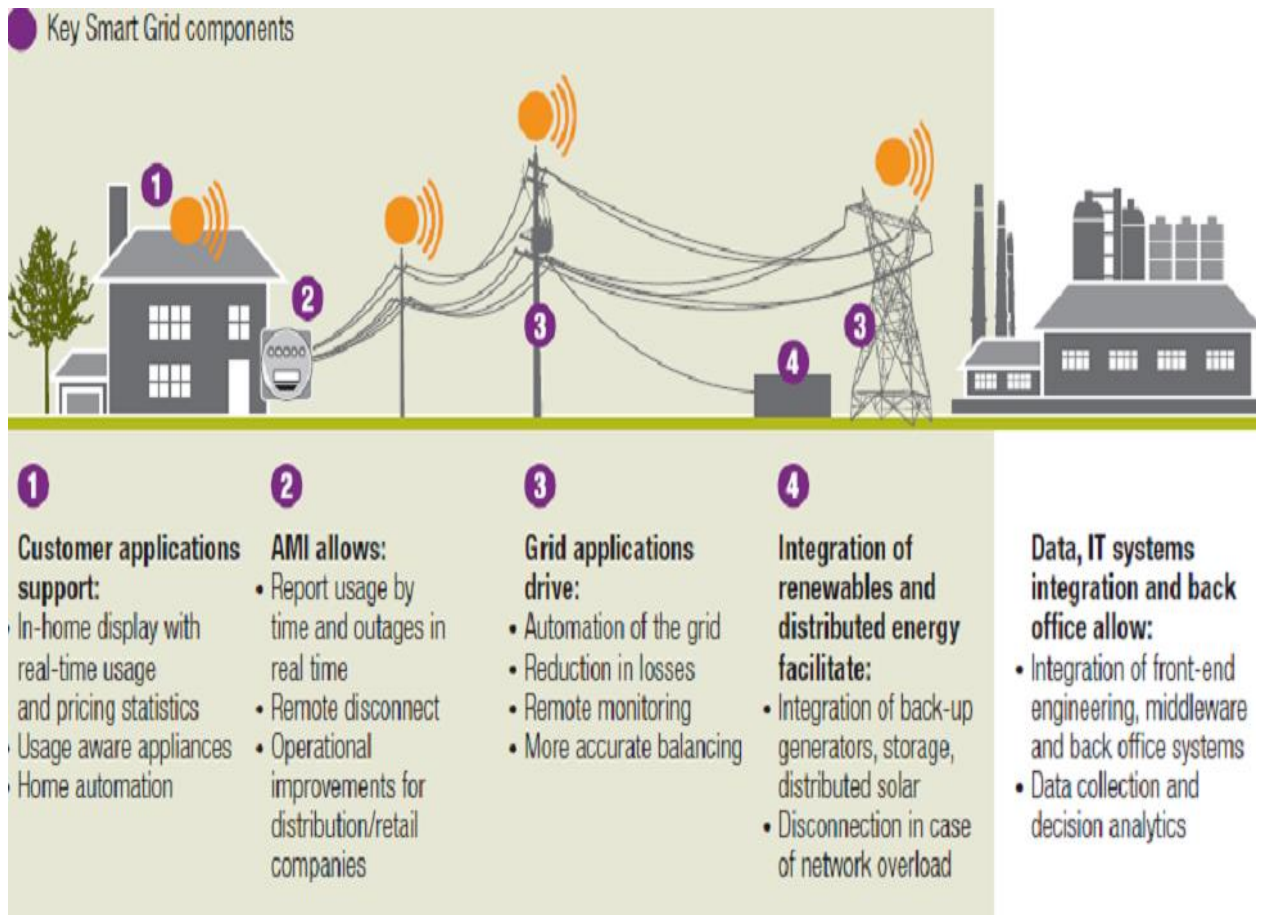 Key Smart Grid components
1
2
3
3
4
1
Customer applications
support:
• In-home display with
real-time usage
and pricing statistics
• Usage aware appliances
• Home automation
2
AMI allows:
• Report usage by
time and outages in
real time
• Remote disconnect
• Operational
improvements for
distribution/retail
companies
3
Grid applications
drive:
• Automation of the grid
• Reduction in losses
• Remote monitoring
• More accurate balancing
4
Integration of
renewables and
distributed energy
facilitate:
• Integration of back-up
generators, storage,
distributed solar
• Disconnection in case
of network overload
Data, IT systems
integration and back
office allow:
• Integration of front-end
engineering, middleware
and back office systems
• Data collection and
decision analytics